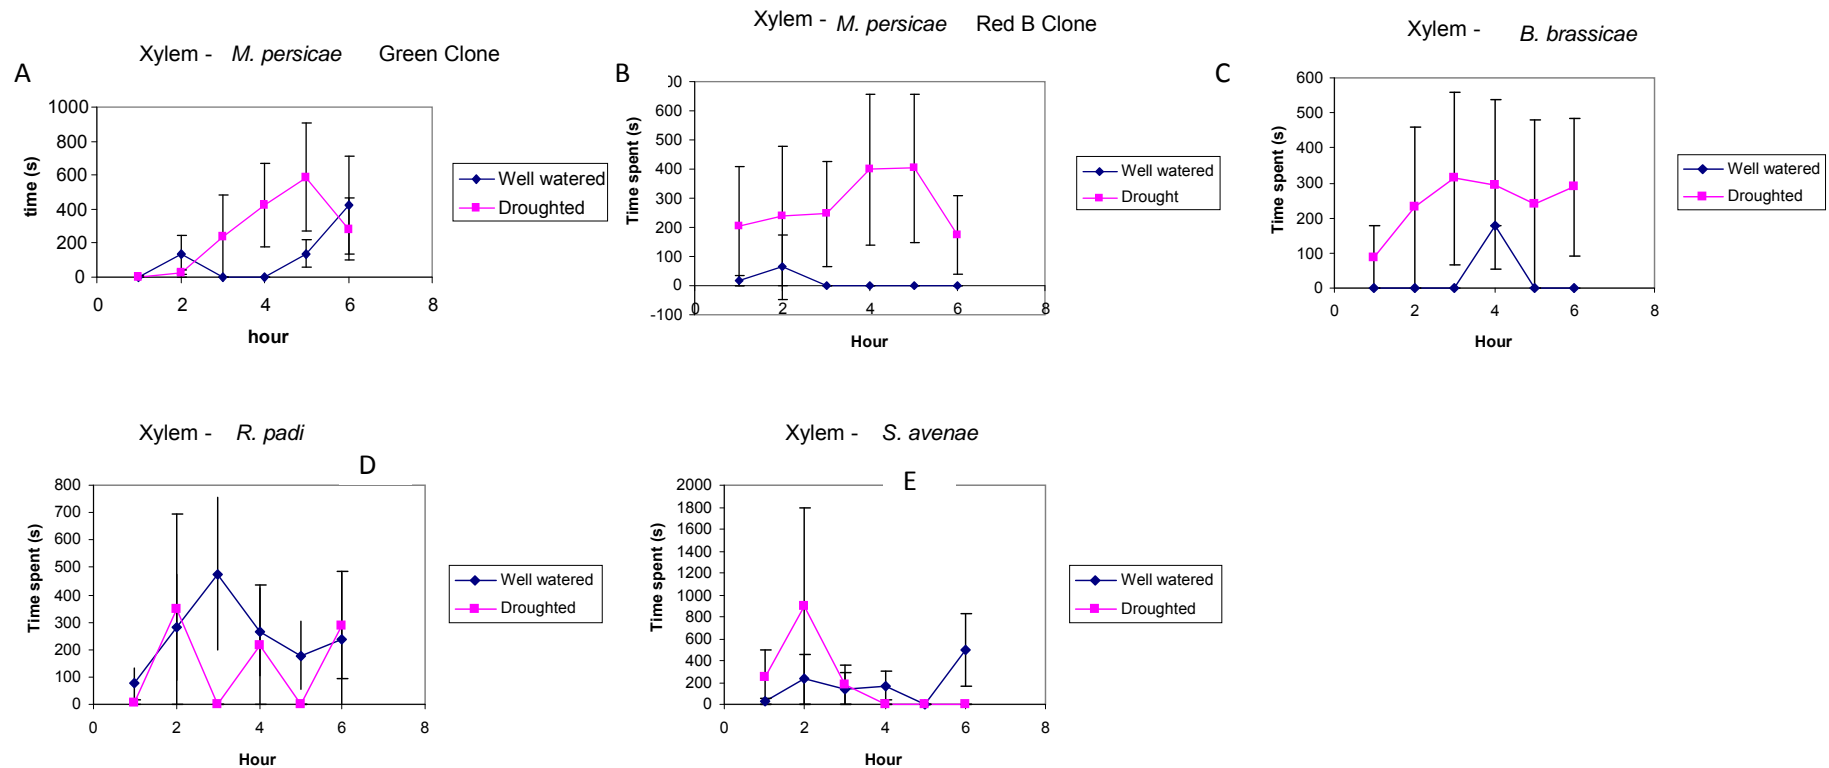 Xylem - M. persicae Green Clone
A
1000
800
600
400
200
0
0 2 4 6 8
time (s)
hour
Well watered
Droughted
Xylem - M. persicae Red B Clone
B
00
600
500
400
300
200
100
0
-100
0 2 4 6 8
Time spent (s)
Hour
Well watered
Drought
Xylem - B. brassicae
C
600
500
400
300
200
100
0
0 2 4 6 8
Time spent (s)
Hour
Well watered
Droughted
Xylem - R. padi
D
800
700
600
500
400
300
200
100
0
0 2 4 6 8
Time spent (s)
Hour
Well watered
Droughted
Xylem - S. avenae
E
2000
1800
1600
1400
1200
1000
800
600
400
200
0
0 2 4 6 8
Time spent (s)
Hour
Well watered
Droughted